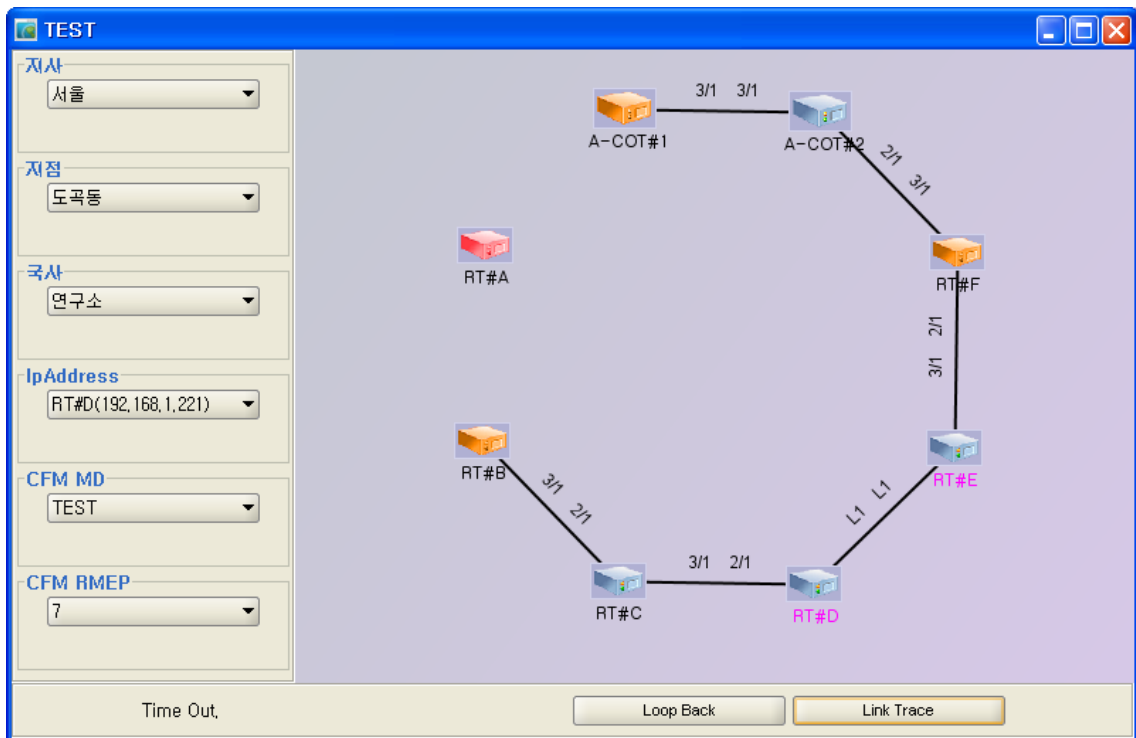 TEST
지사
서울
지점
도곡동
국사
연구소
IpAddress
RT#D(192,168,1,221)
CFM MD
TEST
CFM RMEP
7
3/1 3/1
A-COT#1
A-COT#2
2/1 3/1
RT#A
RT#F
2/1
3/1
RT#B
RT#E
3/1 2/1
L1 L1
3/1 2/1
RT#C
RT#D
Time Out,
Loop Back
Link Trace